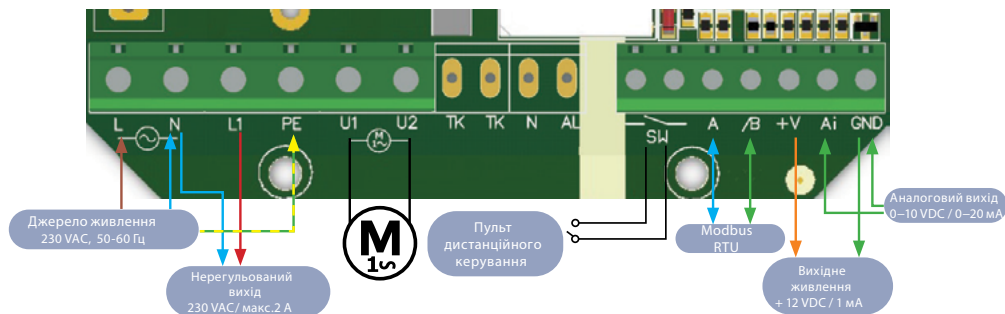 L N L1 PE U1 U2 TK TK N AL SW A /B +V Ai GND
M
1~
Джерело живлення
230 VAC, 50-60 Гц
Нерегульований
вихід
230 VAC/ макс.2 А
M
1∿
Пульт
дистанційного
керування
Modbus
RTU
Вихідне
живлення
+ 12 VDC / 1 мА
Аналоговий вихід
0–10 VDC / 0–20 мА